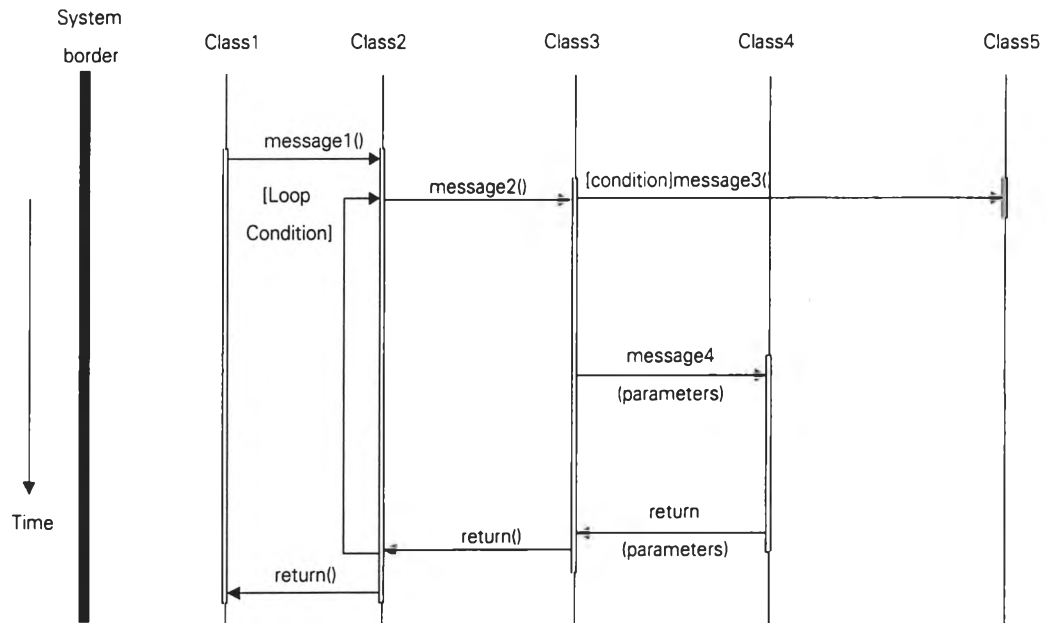 System
border
Class1
Class2
Class3
Class4
Class5
message1()
[Loop
Condition]
message2()
[condition]message3()
message4
(parameters)
Time
return
(parameters)
return()
return()